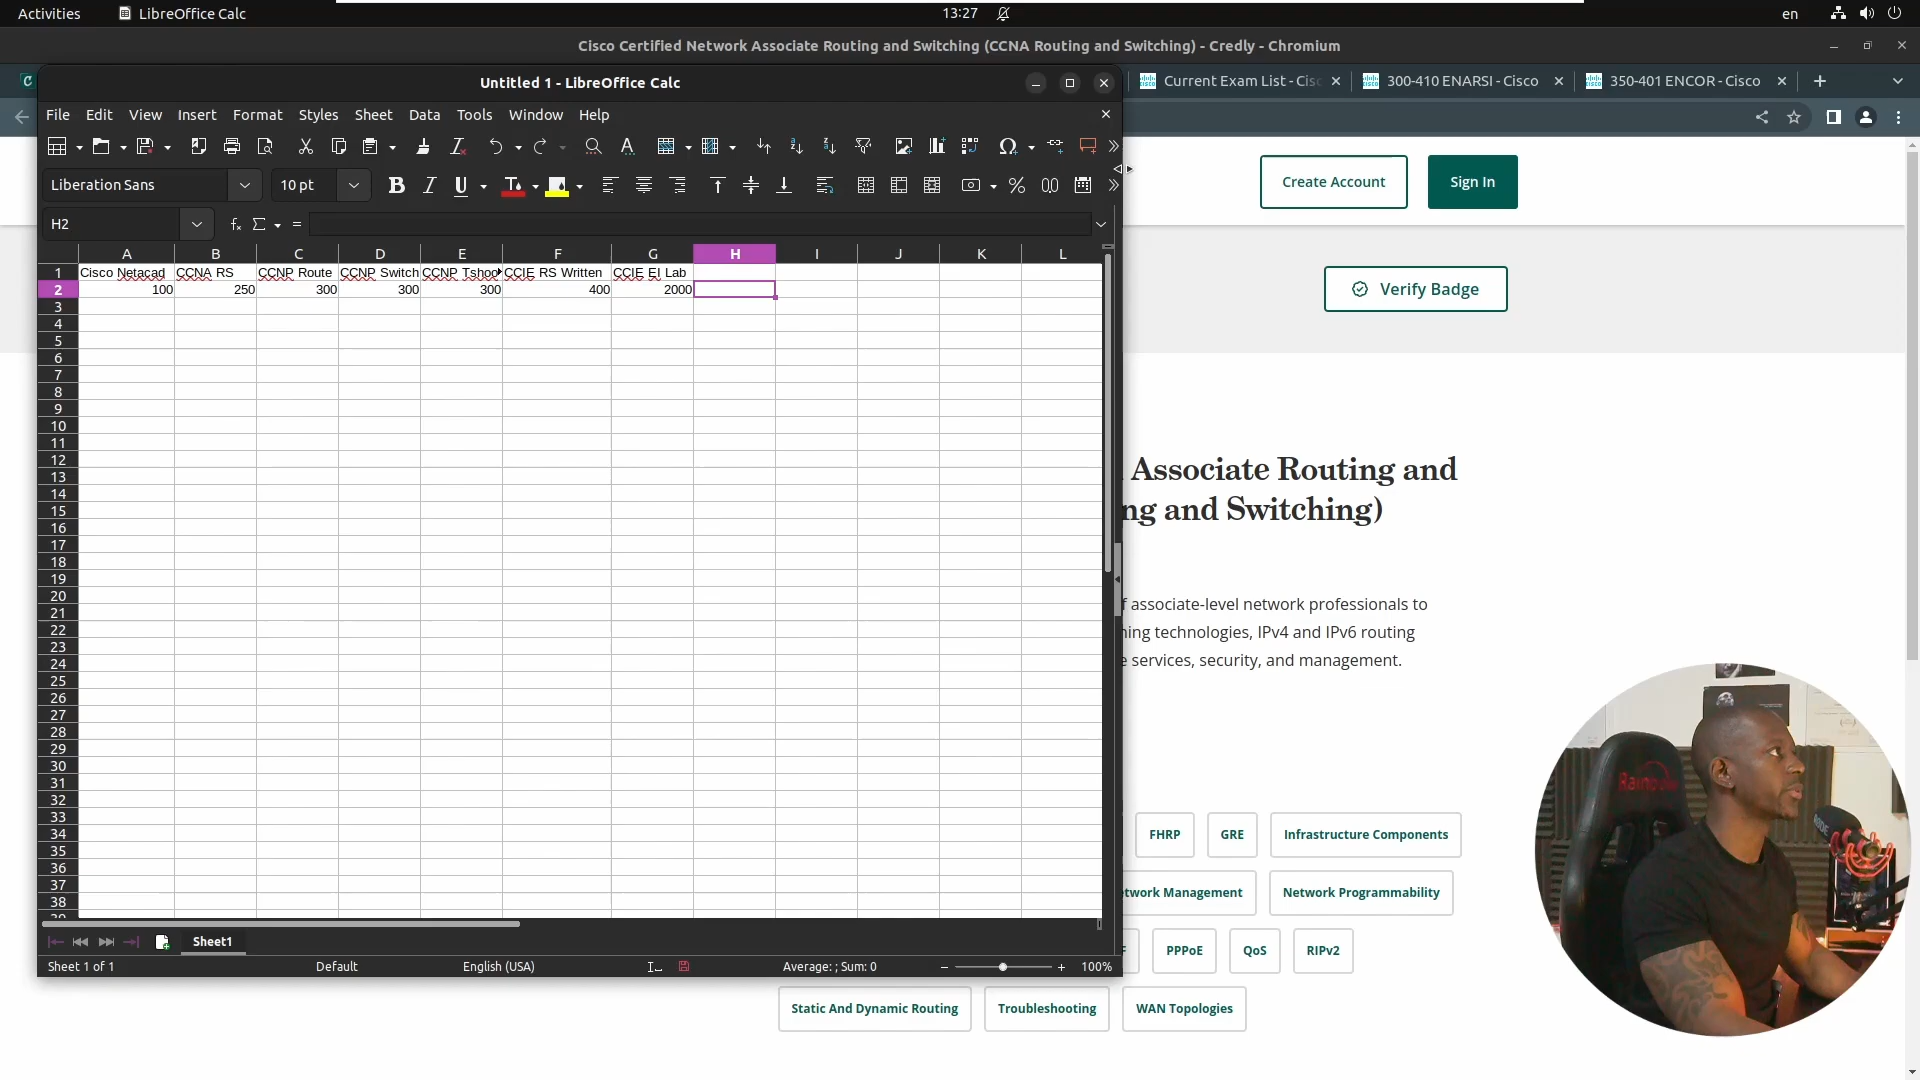 Activities LibreOffice Calc 13:27 en
Cisco Certified Network Associate Routing and Switching (CCNA Routing and Switching) - Credly - Chromium
Untitled 1 - LibreOffice Calc
Current Exam List - Cisc
300-410 ENARSI - Cisco
350-401 ENCOR - Cisco
File Edit View Insert Format Styles Sheet Data Tools Window Help
Liberation Sans 10 pt
H2
A B C D E F G H I J K L
1 Cisco Netacad CCNA RS CCNP Route CCNP Switch CCNP Tshoo CCIE RS Written CCIE EI Lab
2 100 250 300 300 300 400 2000
3
4
5
6
7
8
9
10
11
12
13
14
15
16
17
18
19
20
21
22
23
24
25
26
27
28
29
30
31
32
33
34
35
36
37
38
Sheet1
Sheet 1 of 1 Default English (USA) Average: ; Sum: 0 100%
Create Account Sign In
Verify Badge
Associate Routing and
ng and Switching)
f associate-level network professionals to
ning technologies, IPv4 and IPv6 routing
e services, security, and management.
FHRP GRE Infrastructure Components
twork Management Network Programmability
F PPPoE QoS RIPv2
Static And Dynamic Routing Troubleshooting WAN Topologies